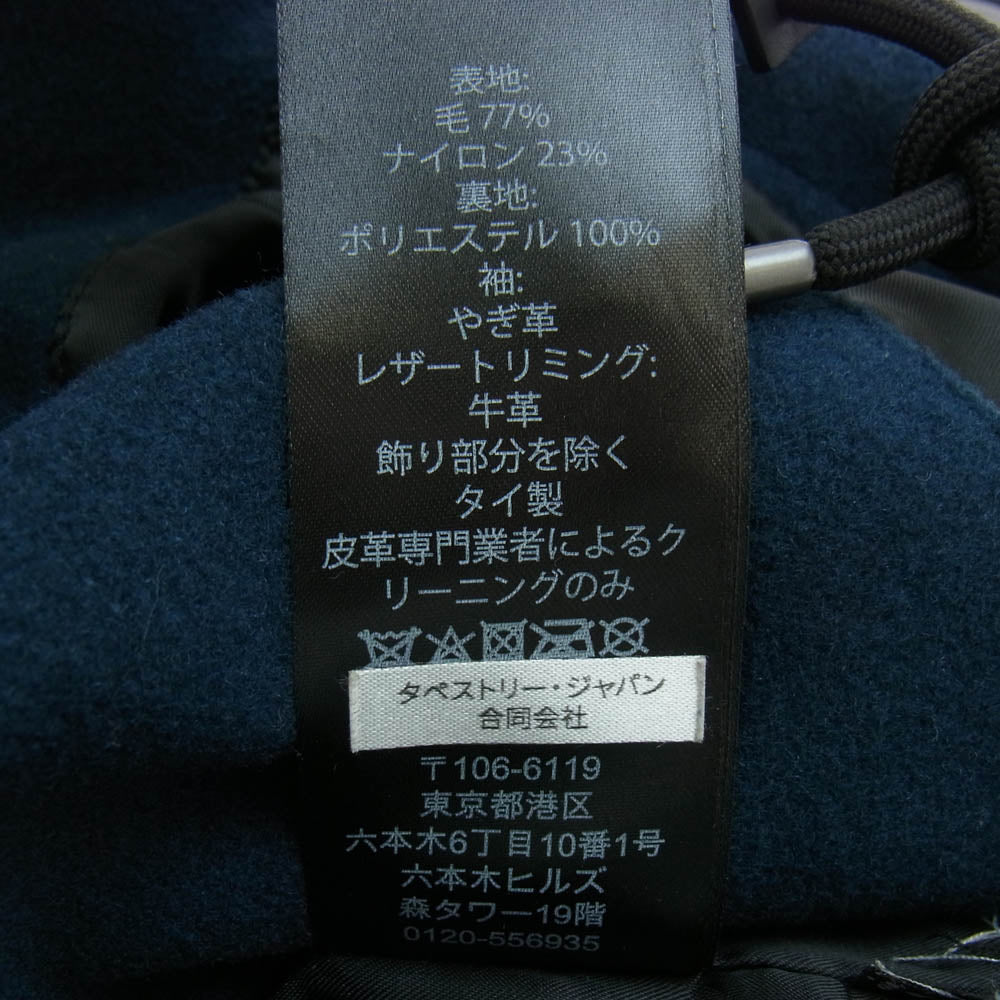 表地:
毛 77%
ナイロン 23%
裏地:
ポリエステル 100%
袖:
やぎ革
レザートリミング:
牛革
飾り部分を除く
タイ製
皮革専門業者によるク
リーニングのみ
タペストリー・ジャパン
合同会社
〒106-6119
東京都港区
六本木6丁目10番1号
六本木ヒルズ
森タワー19階
0120-556935